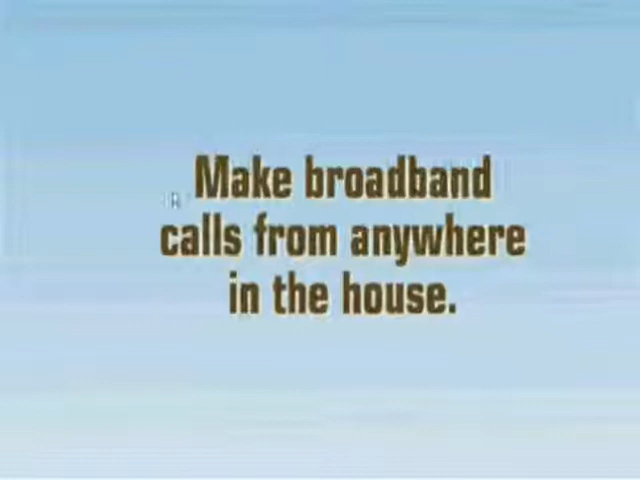 Make broadband
calls from anywhere
in the house.